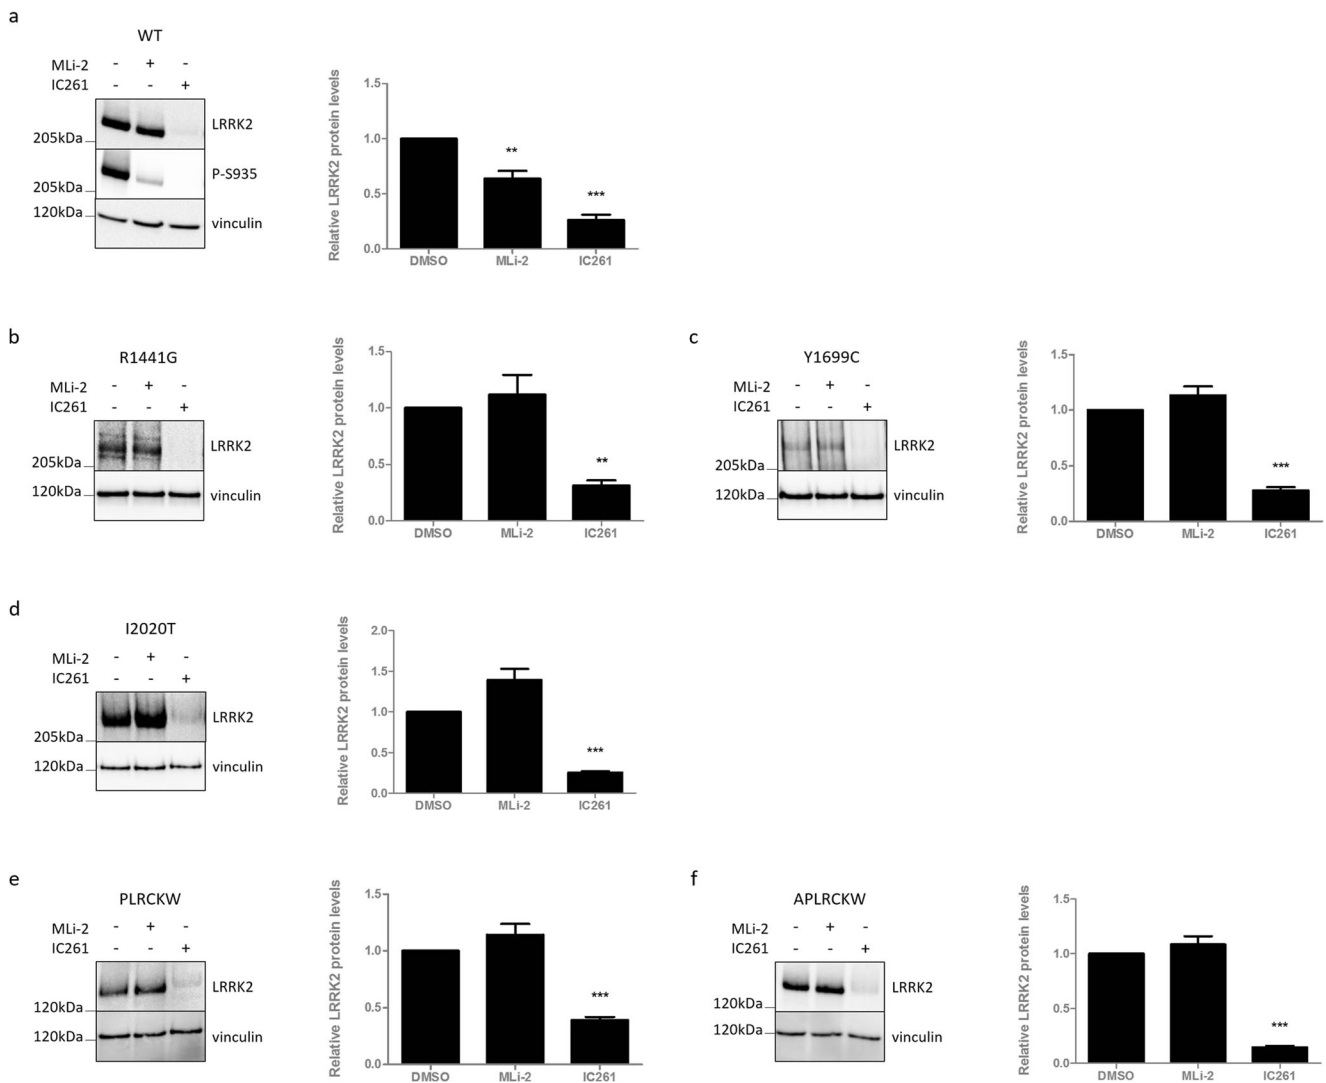 a
WT
MLi-2 - + -
IC261 - - +
LRRK2
205kDa
P-S935
205kDa
120kDa
vinculin
Relative LRRK2 protein levels
1.5
1.0
0.5
0.0
**
***
DMSO MLi-2 IC261
b
R1441G
MLi-2 - + -
IC261 - - +
LRRK2
205kDa
120kDa
vinculin
Relative LRRK2 protein levels
1.5
1.0
0.5
0.0
**
DMSO MLi-2 IC261
c
Y1699C
MLi-2 - + -
IC261 - - +
LRRK2
205kDa
120kDa
vinculin
Relative LRRK2 protein levels
1.5
1.0
0.5
0.0
***
DMSO MLi-2 IC261
d
I2020T
MLi-2 - + -
IC261 - - +
LRRK2
205kDa
120kDa
vinculin
Relative LRRK2 protein levels
2.0
1.5
1.0
0.5
0.0
***
DMSO MLi-2 IC261
e
PLRCKW
MLi-2 - + -
IC261 - - +
LRRK2
120kDa
120kDa
vinculin
Relative LRRK2 protein levels
1.5
1.0
0.5
0.0
***
DMSO MLi-2 IC261
f
APLRCKW
MLi-2 - + -
IC261 - - +
LRRK2
120kDa
120kDa
vinculin
Relative LRRK2 protein levels
1.5
1.0
0.5
0.0
***
DMSO MLi-2 IC261